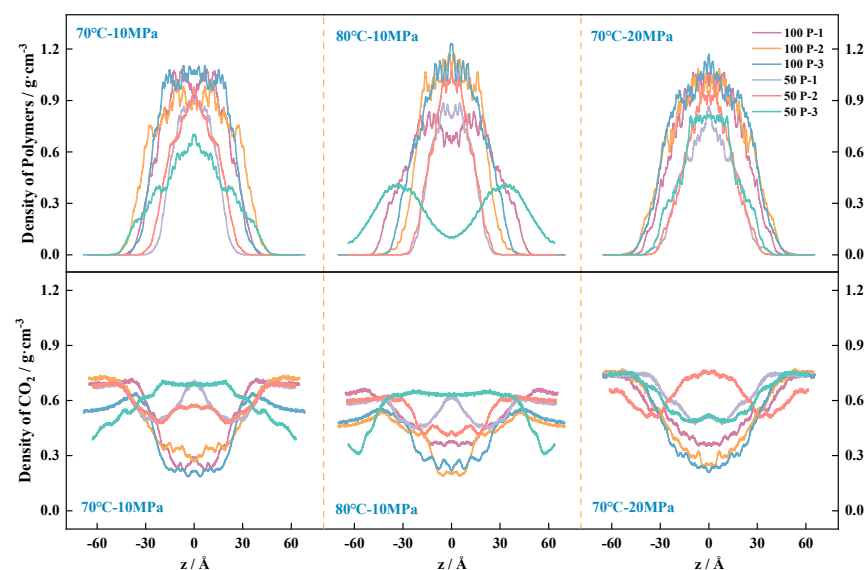 70°C-10MPa
80°C-10MPa
70°C-20MPa
100 P-1
100 P-2
100 P-3
50 P-1
50 P-2
50 P-3
Density of Polymers / g·cm⁻³
1.2
0.9
0.6
0.3
0.0
1.2
0.9
0.6
0.3
0.0
Density of CO₂ / g·cm⁻³
1.2
0.9
0.6
0.3
0.0
1.2
0.9
0.6
0.3
0.0
70°C-10MPa
80°C-10MPa
70°C-20MPa
-60 -30 0 30 60
-60 -30 0 30 60
-60 -30 0 30 60
z / Å
z / Å
z / Å